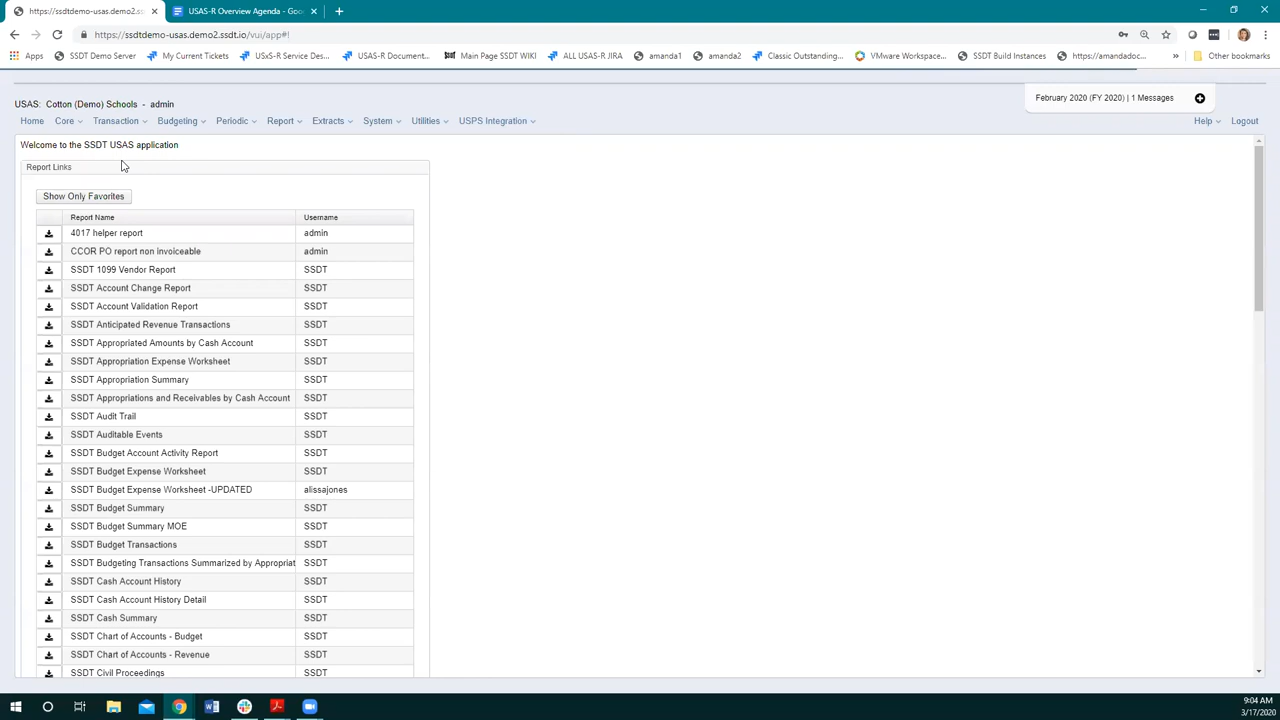 https://ssdtdemo-usas.demo2.ssdt.io/
USAS-R Overview Agenda - Goo
ssdtdemo-usas.demo2.ssdt.io/vui/app#!
Apps SSDT Demo Server My Current Tickets USxS-R Service Des... USAS-R Document... Main Page SSDT WIKI ALL USAS-R JIRA amanda1 amanda2 Classic Outstanding... VMware Workspace... SSDT Build Instances https://amandadoc... » Other bookmarks
USAS: Cotton (Demo) Schools - admin
February 2020 (FY 2020) | 1 Messages
Home Core Transaction Budgeting Periodic Report Extracts System Utilities USPS Integration Help Logout
Welcome to the SSDT USAS application
Report Links
Show Only Favorites
Report Name Username
4017 helper report admin
CCOR PO report non invoiceable admin
SSDT 1099 Vendor Report SSDT
SSDT Account Change Report SSDT
SSDT Account Validation Report SSDT
SSDT Anticipated Revenue Transactions SSDT
SSDT Appropriated Amounts by Cash Account SSDT
SSDT Appropriation Expense Worksheet SSDT
SSDT Appropriation Summary SSDT
SSDT Appropriations and Receivables by Cash Account SSDT
SSDT Audit Trail SSDT
SSDT Auditable Events SSDT
SSDT Budget Account Activity Report SSDT
SSDT Budget Expense Worksheet SSDT
SSDT Budget Expense Worksheet -UPDATED alissajones
SSDT Budget Summary SSDT
SSDT Budget Summary MOE SSDT
SSDT Budget Transactions SSDT
SSDT Budgeting Transactions Summarized by Appropriat SSDT
SSDT Cash Account History SSDT
SSDT Cash Account History Detail SSDT
SSDT Cash Summary SSDT
SSDT Chart of Accounts - Budget SSDT
SSDT Chart of Accounts - Revenue SSDT
SSDT Civil Proceedings SSDT
9:04 AM
3/17/2020